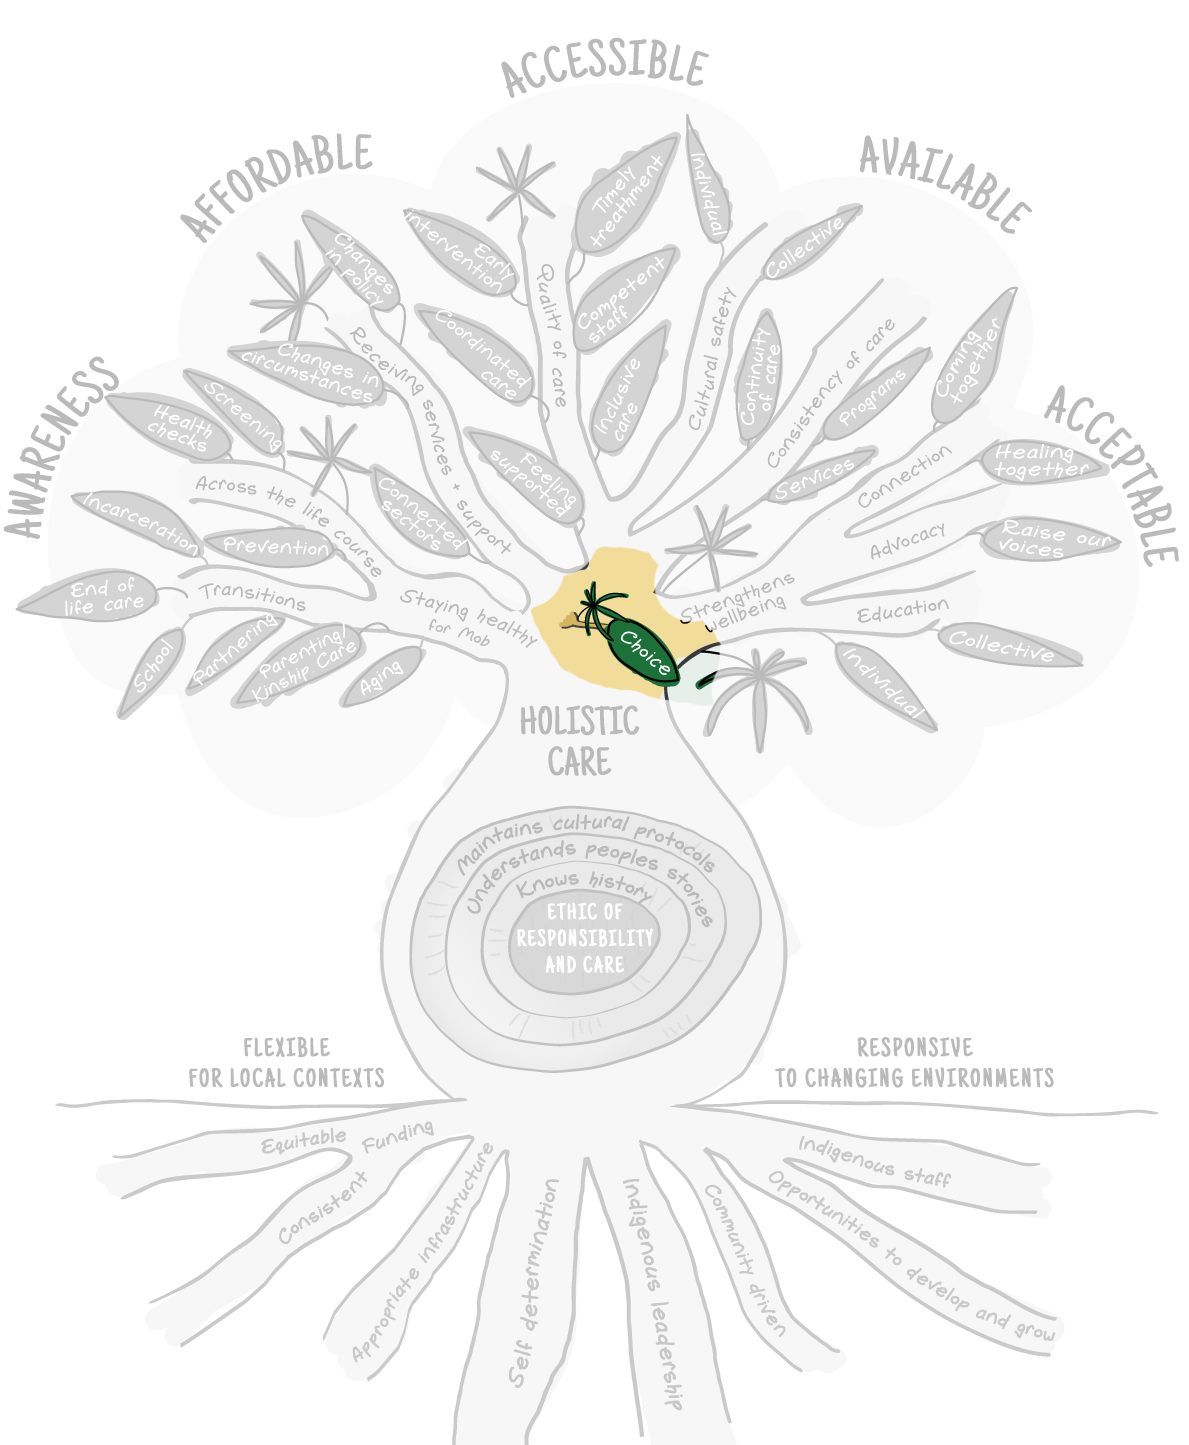 ACCESSIBLE
AFFORDABLE
AVAILABLE
AWARENESS
ACCEPTABLE
Timely
treathment
Individual
Early
intervention
Changes
in policy
Collective
Competent
staff
Quality of care
Coordinated
care
Inclusive
care
Cultural safety
Continuity
of care
Consistency of care
Programs
Coming
together
Changes in
circumstances
Receiving services + support
Screening
Health
checks
Feeling
supported
Services
Connection
Healing
together
Across the life course
Connected
sectors
Incarceration
Prevention
Advocacy
Raise our
voices
End of
life care
Transitions
Staying healthy
for Mob
Strengthens
wellbeing
Education
Collective
School
Partnering
Parenting/
Kinship Care
Aging
Choice
Individual
HOLISTIC
CARE
Maintains cultural protocols
Understands peoples stories
Knows history
ETHIC OF
RESPONSIBILITY
AND CARE
FLEXIBLE
FOR LOCAL CONTEXTS
RESPONSIVE
TO CHANGING ENVIRONMENTS
Equitable
Funding
Consistent
Appropriate infrastructure
Self determination
Indigenous leadership
Community driven
Opportunities to develop and grow
Indigenous staff